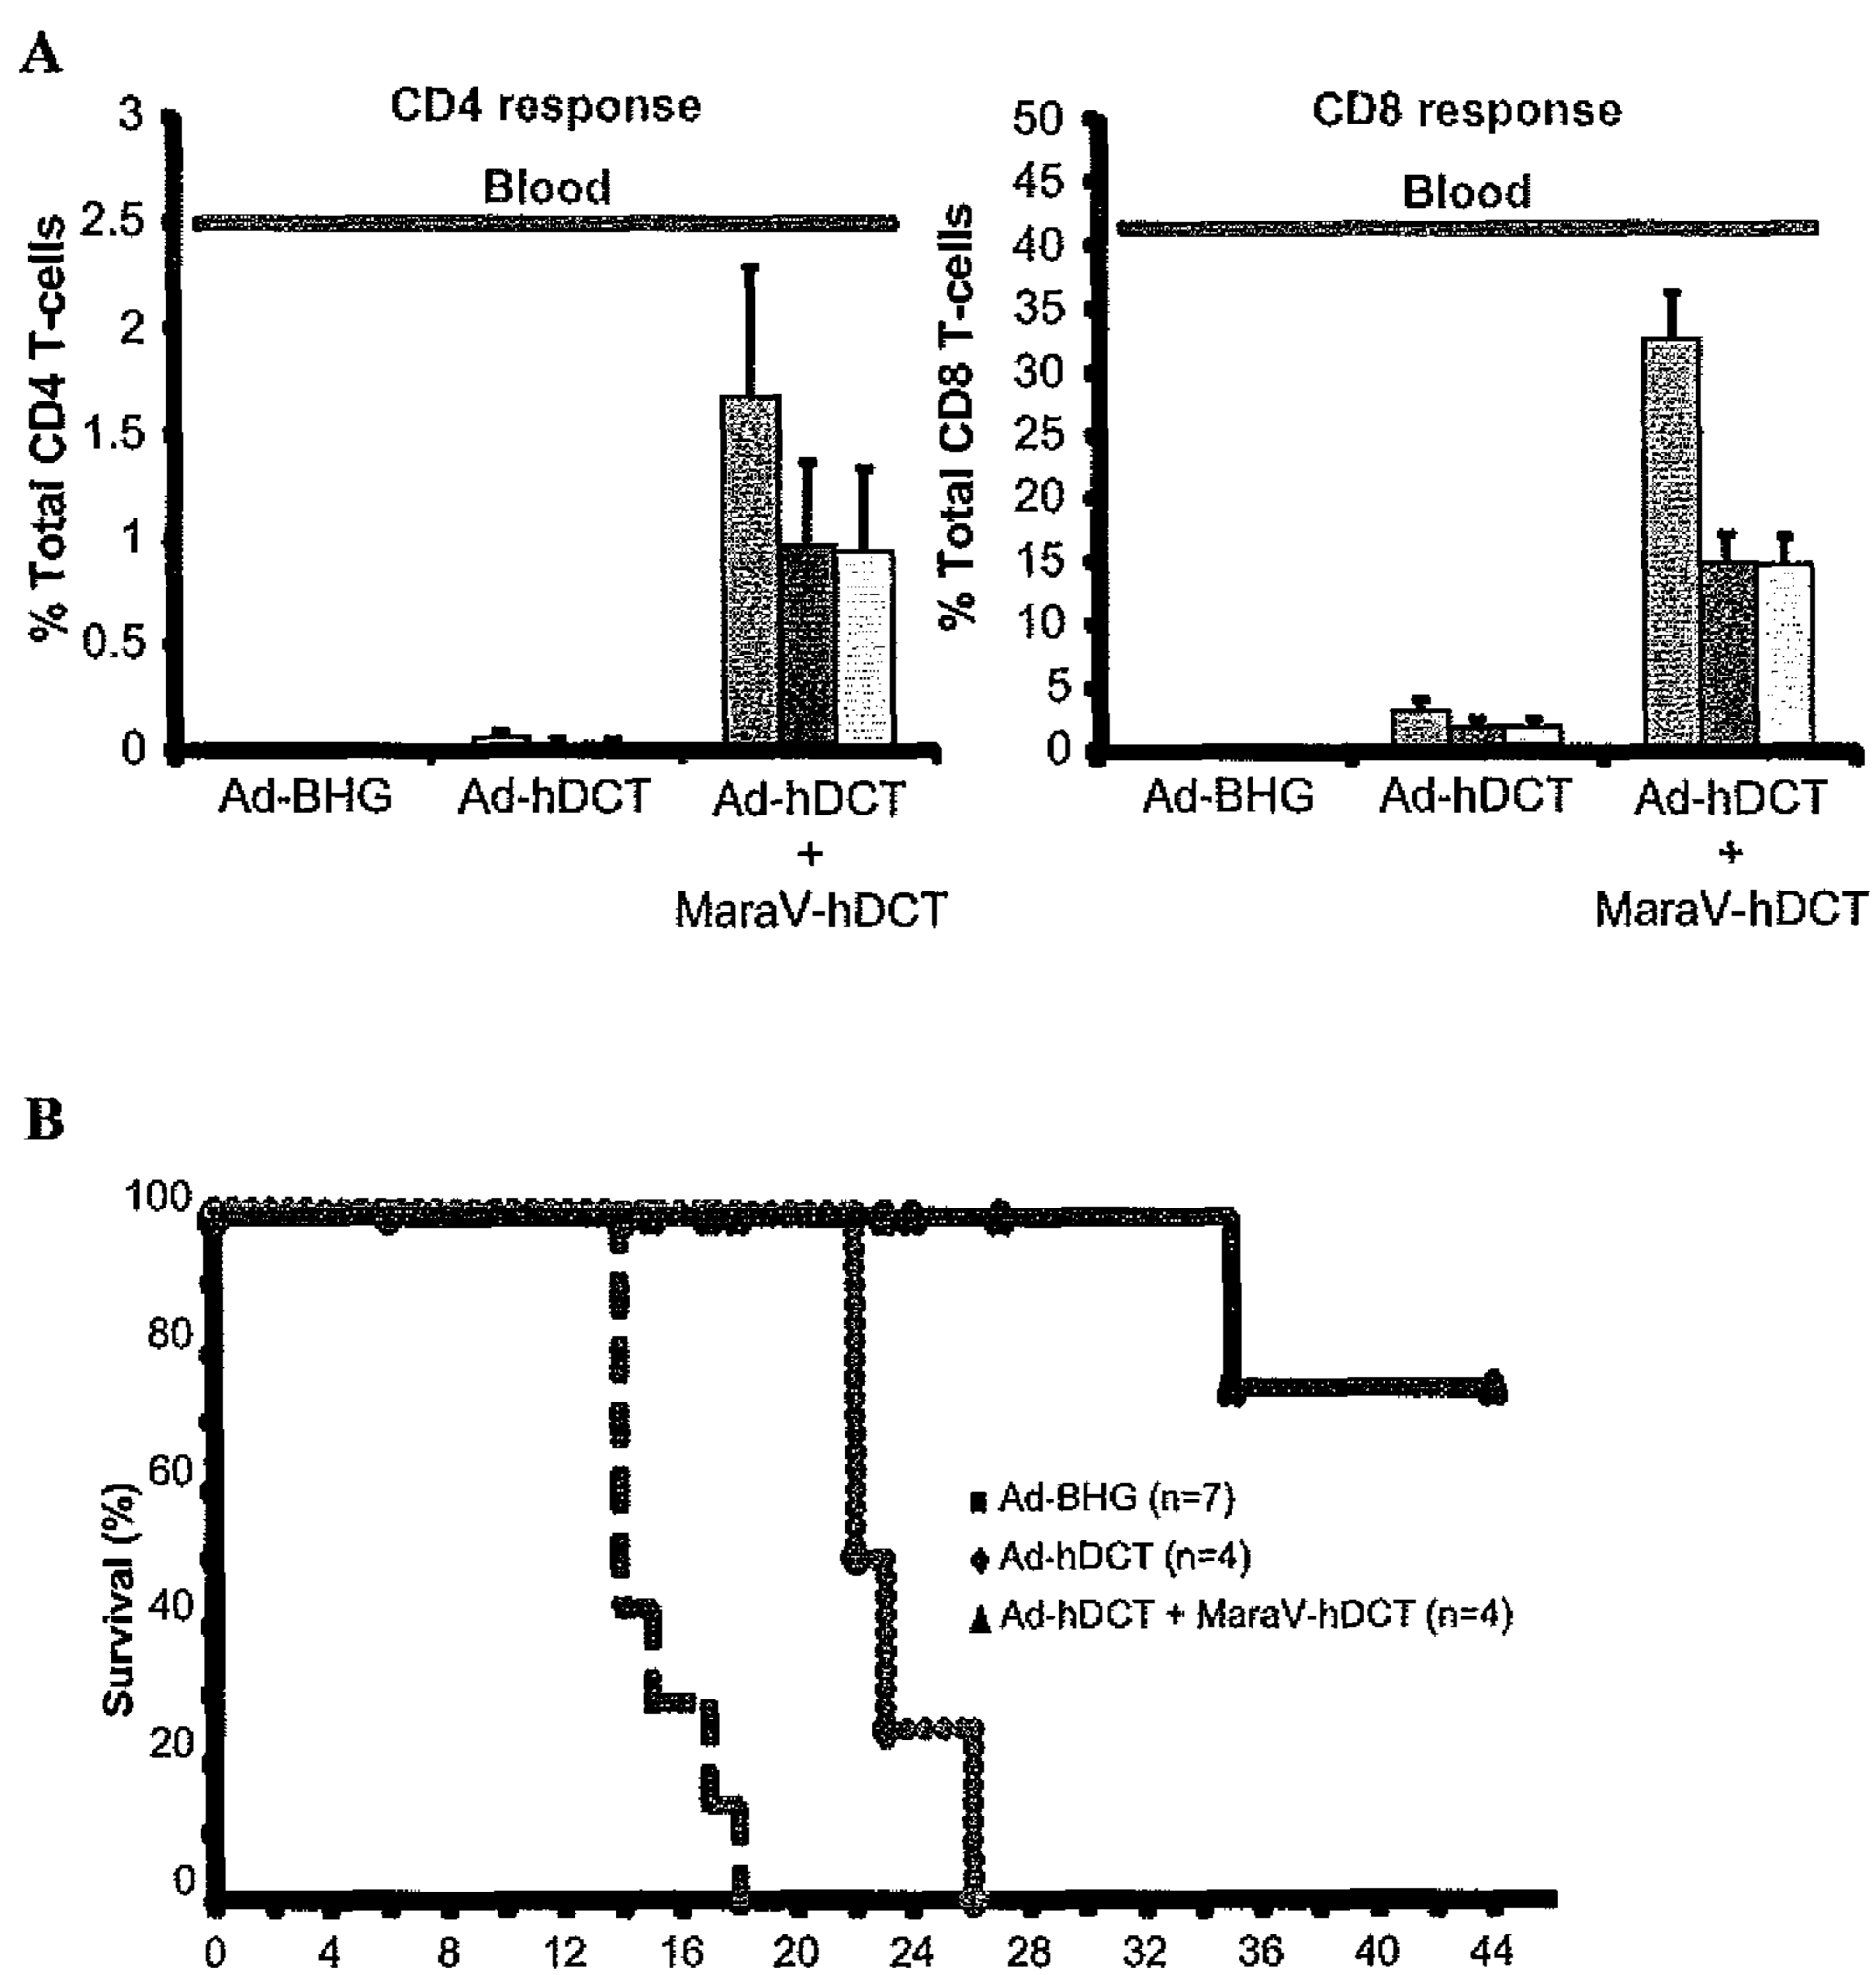 A
CD4 response
Blood
% Total CD4 T-cells
3
2.5
2
1.5
1
0.5
0
Ad-BHG
Ad-hDCT
Ad-hDCT
+
MaraV-hDCT
CD8 response
Blood
% Total CD8 T-cells
50
45
40
35
30
25
20
15
10
5
0
Ad-BHG
Ad-hDCT
Ad-hDCT
+
MaraV-hDCT
B
Survival (%)
100
80
60
40
20
0
Ad-BHG (n=7)
Ad-hDCT (n=4)
Ad-hDCT + MaraV-hDCT (n=4)
0 4 8 12 16 20 24 28 32 36 40 44